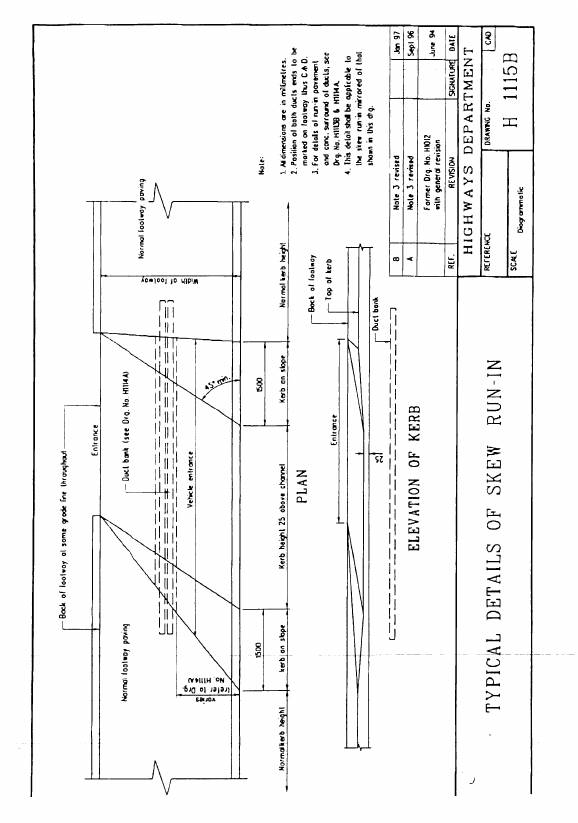 Back of footway at same grade line throughout
Entrance
Normal footway paving
Duct bank (see Drg. No H1114A)
Vehicle entrance
Normal footway paving
Width of footway
varies
(refer to Drg.
No. H1114A)
45° min.
1500
1500
Normal kerb height
kerb on slope
Kerb height 25 above channel
Kerb on slope
Normal kerb height
PLAN
Entrance
Back of footway
Top of kerb
Duct bank
25
ELEVATION OF KERB
Note:
1. All dimensions are in millimetres.
2. Position of both ducts ends to be
marked on footway thus C & D.
3. For details of run-in pavement
and conc. surround of ducts, see
Drg. No. H1113B & H1114A.
4. This detail shall be applicable to
the skew run-in mirrored of that
shown in this drg.
B Note 3 revised Jan 97
A Note 3 revised Sept 96
Former Drg. No. H1012
with general revision June 94
REF. REVISION SIGNATURE DATE
TYPICAL DETAILS OF SKEW RUN-IN
HIGHWAYS DEPARTMENT
REFERENCE
DRAWING No. CAD
SCALE
Diagrammatic
H 1115B